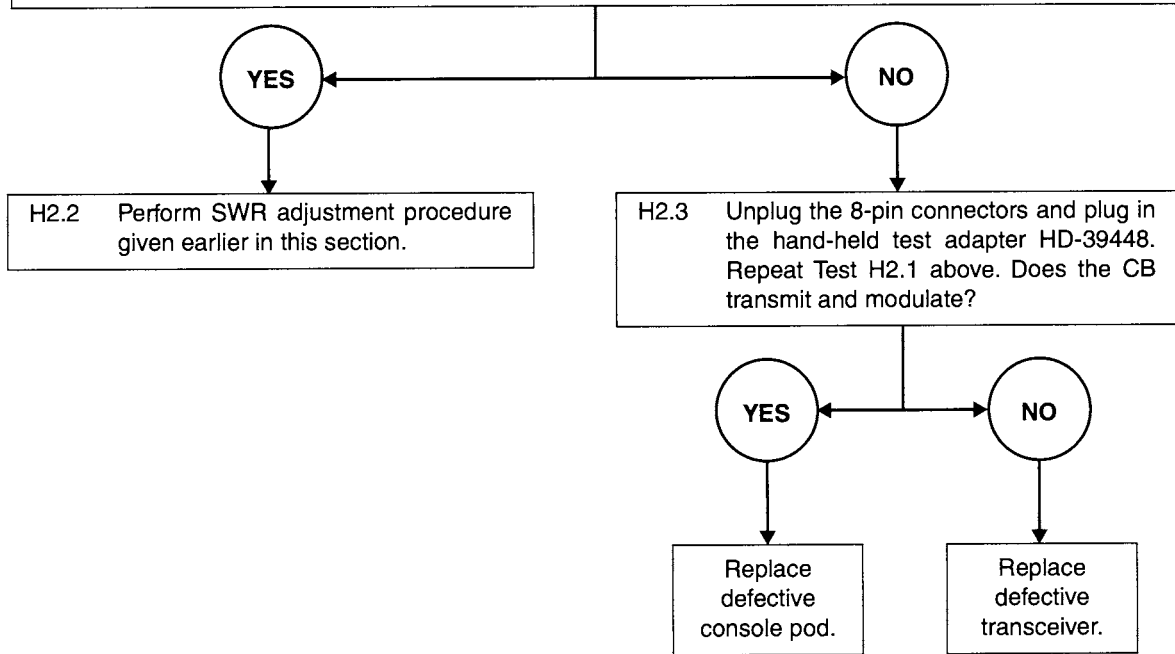 YES
NO
H2.2 Perform SWR adjustment procedure
given earlier in this section.
H2.3 Unplug the 8-pin connectors and plug in
the hand-held test adapter HD-39448.
Repeat Test H2.1 above. Does the CB
transmit and modulate?
YES
NO
Replace
defective
console pod.
Replace
defective
transceiver.